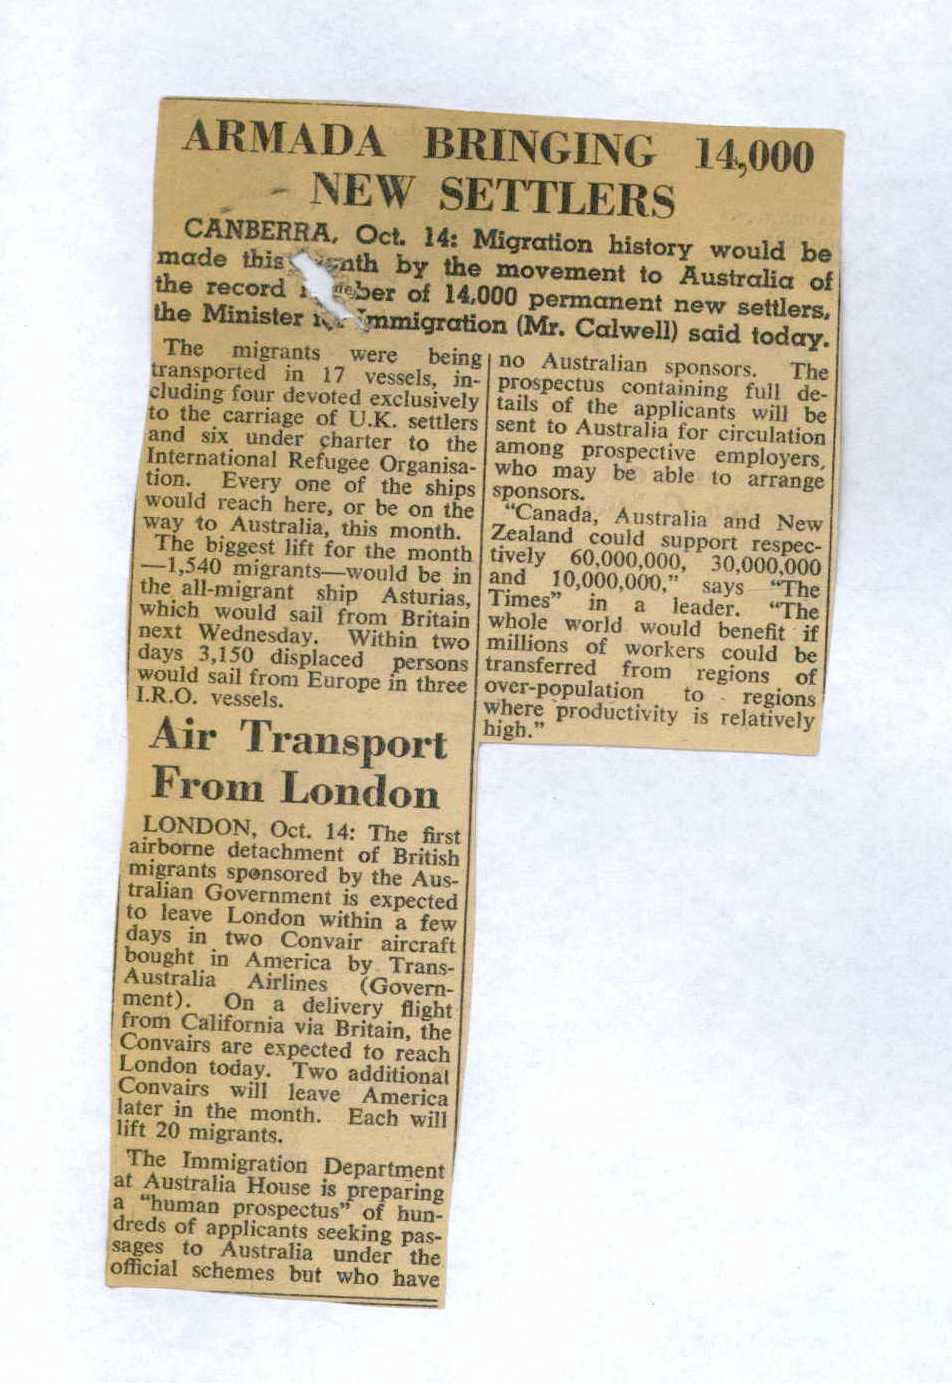 ARMADA BRINGING 14,000
NEW SETTLERS
CANBERRA, Oct. 14: Migration history would be
made this by the movement to Australia of
the record of 14,000 permanent new settlers,
the Minister Immigration (Mr. Calwell) said today.
The migrants were being
transported in 17 vessels, in-
cluding four devoted exclusively
to the carriage of U.K. settlers
and six under charter to the
International Refugee Organisa-
tion. Every one of the ships
would reach here, or be on the
way to Australia, this month.
The biggest lift for the month
—1,540 migrants—would be in
the all-migrant ship Asturias,
which would sail from Britain
next Wednesday. Within two
days 3,150 displaced persons
would sail from Europe in three
I.R.O. vessels.
Air Transport
From London
LONDON, Oct. 14: The first
airborne detachment of British
migrants sponsored by the Aus-
tralian Government is expected
to leave London within a few
days in two Convair aircraft
bought in America by Trans-
Australia Airlines (Govern-
ment). On a delivery flight
from California via Britain, the
Convairs are expected to reach
London today. Two additional
Convairs will leave America
later in the month. Each will
lift 20 migrants.
The Immigration Department
at Australia House is preparing
a "human prospectus" of hun-
dreds of applicants seeking pas-
sages to Australia under the
official schemes but who have
no Australian sponsors. The
prospectus containing full de-
tails of the applicants will be
sent to Australia for circulation
among prospective employers,
who may be able to arrange
sponsors.
"Canada, Australia and New
Zealand could support respec-
tively 60,000,000, 30,000,000
and 10,000,000," says "The
Times" in a leader. "The
whole world would benefit if
millions of workers could be
transferred from regions of
over-population to regions
where productivity is relatively
high."